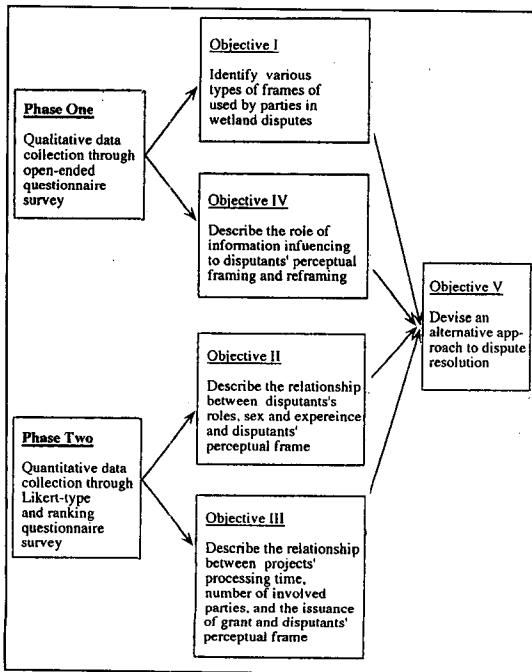 Phase One
Qualitative data
collection through
open-ended
questionnaire
survey
Objective I
Identify various
types of frames of
used by parties in
wetland disputes
Objective IV
Describe the role of
information infuencing
to disputants' perceptual
framing and reframing
Phase Two
Quantitative data
collection through
Likert-type
and ranking
questionnaire
survey
Objective II
Describe the relationship
between disputants's
roles, sex and expereince
and disputants'
perceptual frame
Objective III
Describe the relationship
between projects'
processing time,
number of involved
parties, and the issuance
of grant and disputants'
perceptual frame
Objective V
Devise an
alternative app-
roach to dispute
resolution